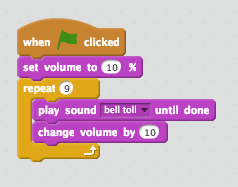 when clicked
set volume to 10 %
repeat 9
play sound bell toll until done
change volume by 10